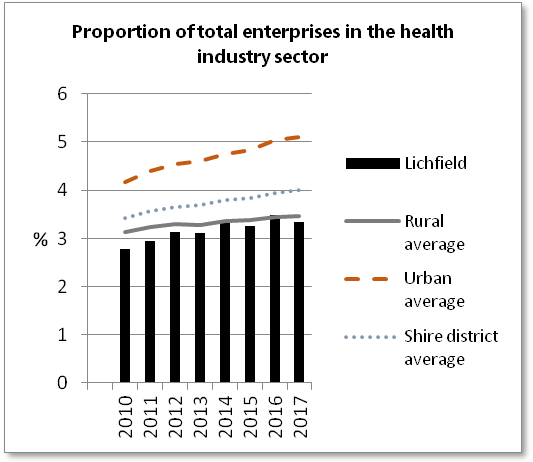 Proportion of total enterprises in the health
industry sector
6
5
4
3
2
1
0
%
2010
2011
2012
2013
2014
2015
2016
2017
Lichfield
Rural
average
Urban
average
Shire district
average